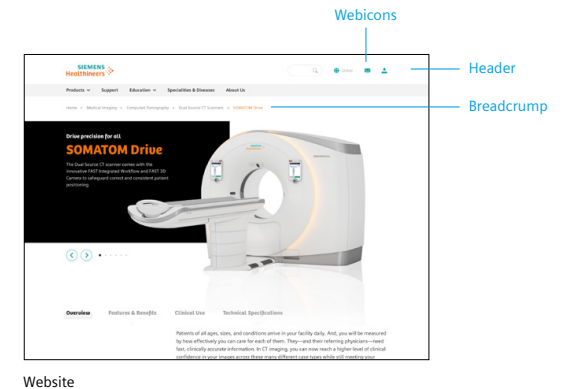 Webicons
SIEMENS
Healthineers
Global
Header
Products Support Education Specialities & Diseases About Us
Home > Medical Imaging > Computed Tomography > Dual Source CT Scanners > SOMATOM Drive
Breadcrump
Drive precision for all
SOMATOM Drive
The Dual Source CT scanner comes with the
innovative FAST Integrated Workflow and FAST 3D
Camera to safeguard correct and consistent patient
positioning.
Overview Features & Benefits Clinical Use Technical Specifications
Patients of all ages, sizes, and conditions arrive in your facility daily. And, you will be measured
by how effectively you can care for each of them. They—and their referring physicians—need
fast, clinically accurate information. In CT imaging, you can now reach a higher level of clinical
confidence in your images across these many different case types while still meeting your
Website